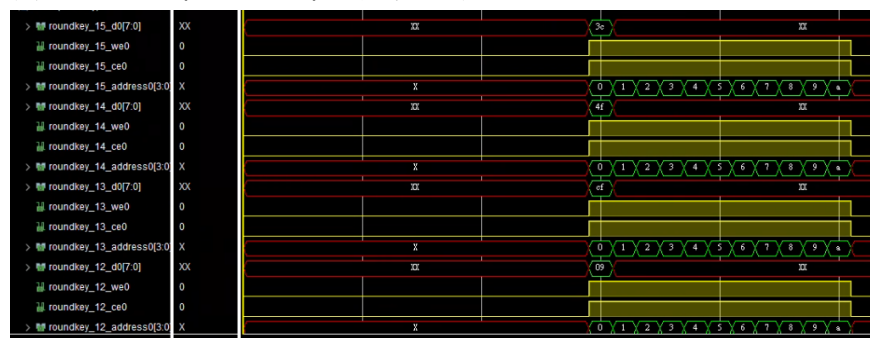 roundkey_15_d0[7:0] XX XX 3c XX
roundkey_15_we0 0
roundkey_15_ce0 0
roundkey_15_address0[3:0 X X 0 1 2 3 4 5 6 7 8 9 a
roundkey_14_d0[7:0] XX XX 4f XX
roundkey_14_we0 0
roundkey_14_ce0 0
roundkey_14_address0[3:0 X X 0 1 2 3 4 5 6 7 8 9 a
roundkey_13_d0[7:0] XX XX cf XX
roundkey_13_we0 0
roundkey_13_ce0 0
roundkey_13_address0[3:0 X X 0 1 2 3 4 5 6 7 8 9 a
roundkey_12_d0[7:0] XX XX 09 XX
roundkey_12_we0 0
roundkey_12_ce0 0
roundkey_12_address0[3:0 X X 0 1 2 3 4 5 6 7 8 9 a